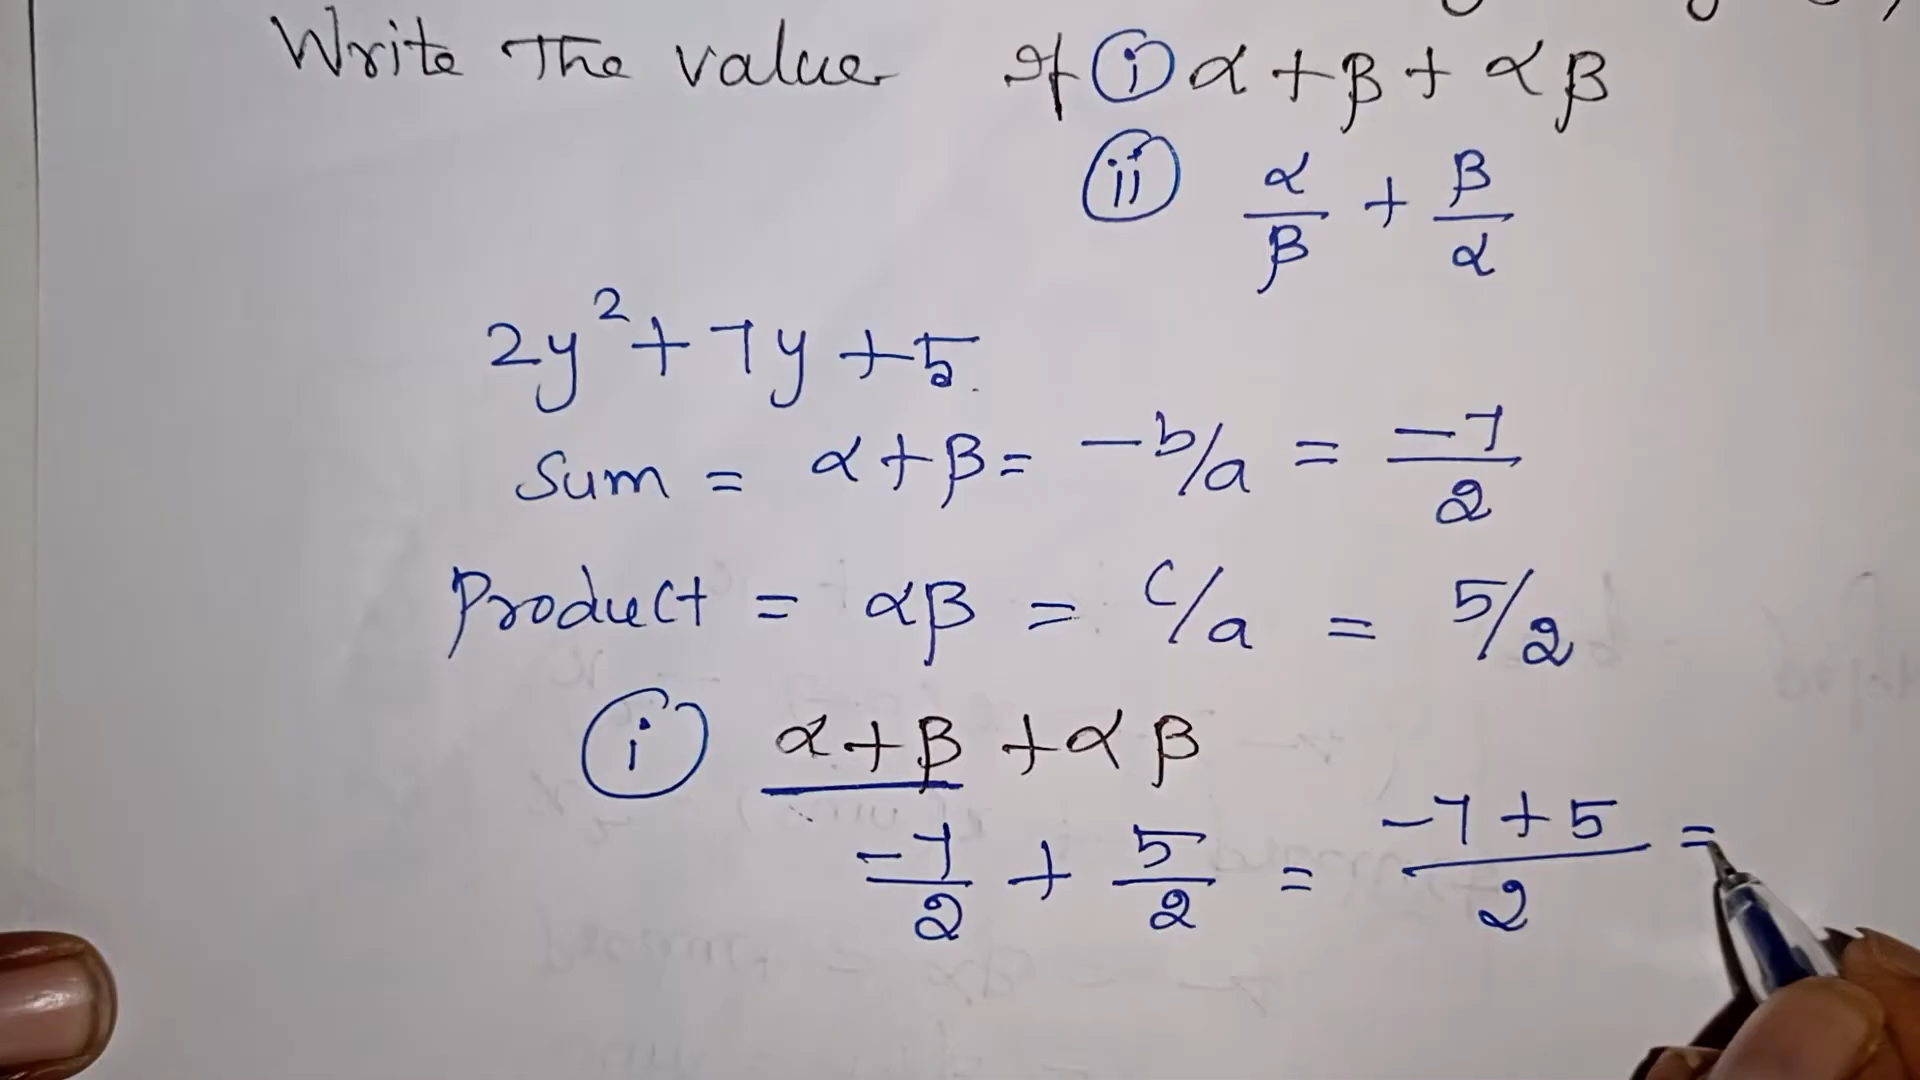 Write The value of (i) α + β + αβ
(ii) α/β + β/α
2y² + 7y + 5
Sum = α + β = -b/a = -7/2
Product = αβ = c/a = 5/2
(i) α + β + αβ
-7/2 + 5/2 = -7 + 5/2 =